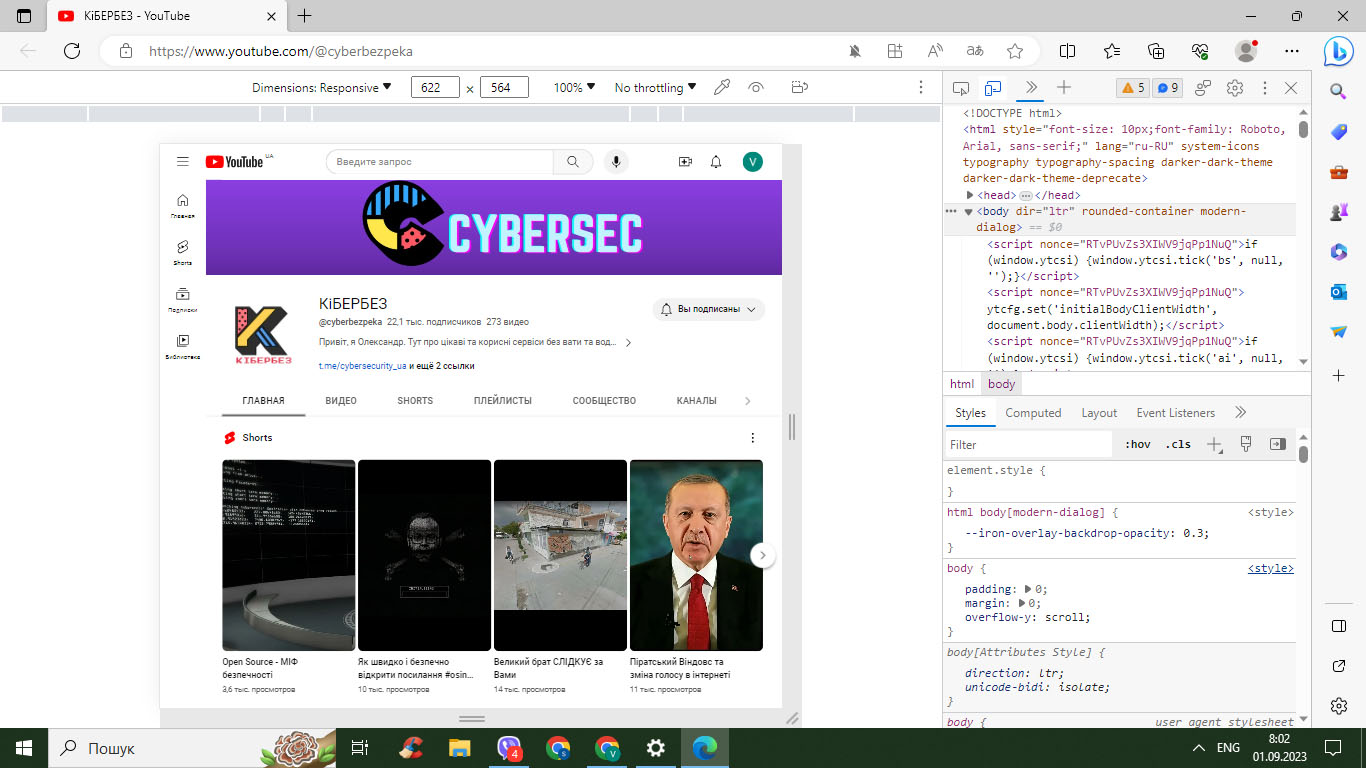 КіБЕРБЕЗ - YouTube
https://www.youtube.com/@cyberbezpeka
Dimensions: Responsive
622 × 564
100%
No throttling
5
9
YouTube UA
Введите запрос
V
Главная
Shorts
Подписки
Библиотека
CYBERSEC
КІБЕРБЕЗ
КіБЕРБЕЗ
@cyberbezpeka 22,1 тыс. подписчиков 273 видео
Привіт, я Олександр. Тут про цікаві та корисні сервіси без вати та вод...
t.me/cybersecurity_ua и ещё 2 ссылки
Вы подписаны
ГЛАВНАЯ
ВИДЕО
SHORTS
ПЛЕЙЛИСТЫ
СООБЩЕСТВО
КАНАЛЫ
Shorts
Open Source - МІФ
безпечності
3,6 тыс. просмотров
Як швидко і безпечно
відкрити посилання #osin...
10 тыс. просмотров
Великий брат СЛІДКУЄ за
Вами
14 тыс. просмотров
Піратський Віндовс та
зміна голосу в інтернеті
11 тыс. просмотров
<!DOCTYPE html>
<html style="font-size: 10px;font-family: Roboto,
Arial, sans-serif;" lang="ru-RU" system-icons
typography typography-spacing darker-dark-theme
darker-dark-theme-deprecate>
<head> … </head>
<body dir="ltr" rounded-container modern-
dialog> == $0
<script nonce="RTvPUvZs3XIWV9jqPp1NuQ">if
(window.ytcsi) {window.ytcsi.tick('bs', null,
'');}</script>
<script nonce="RTvPUvZs3XIWV9jqPp1NuQ">
ytcfg.set('initialBodyClientWidth',
document.body.clientWidth);</script>
<script nonce="RTvPUvZs3XIWV9jqPp1NuQ">if
(window.ytcsi) {window.ytcsi.tick('ai', null,
html body
Styles
Computed
Layout
Event Listeners
Filter
:hov .cls
element.style {
}
html body[modern-dialog] { <style>
--iron-overlay-backdrop-opacity: 0.3;
}
body { <style>
padding: 0;
margin: 0;
overflow-y: scroll;
}
body[Attributes Style] {
direction: ltr;
unicode-bidi: isolate;
}
body { user agent stylesheet
Пошук
4
S
V
ENG
8:02
01.09.2023